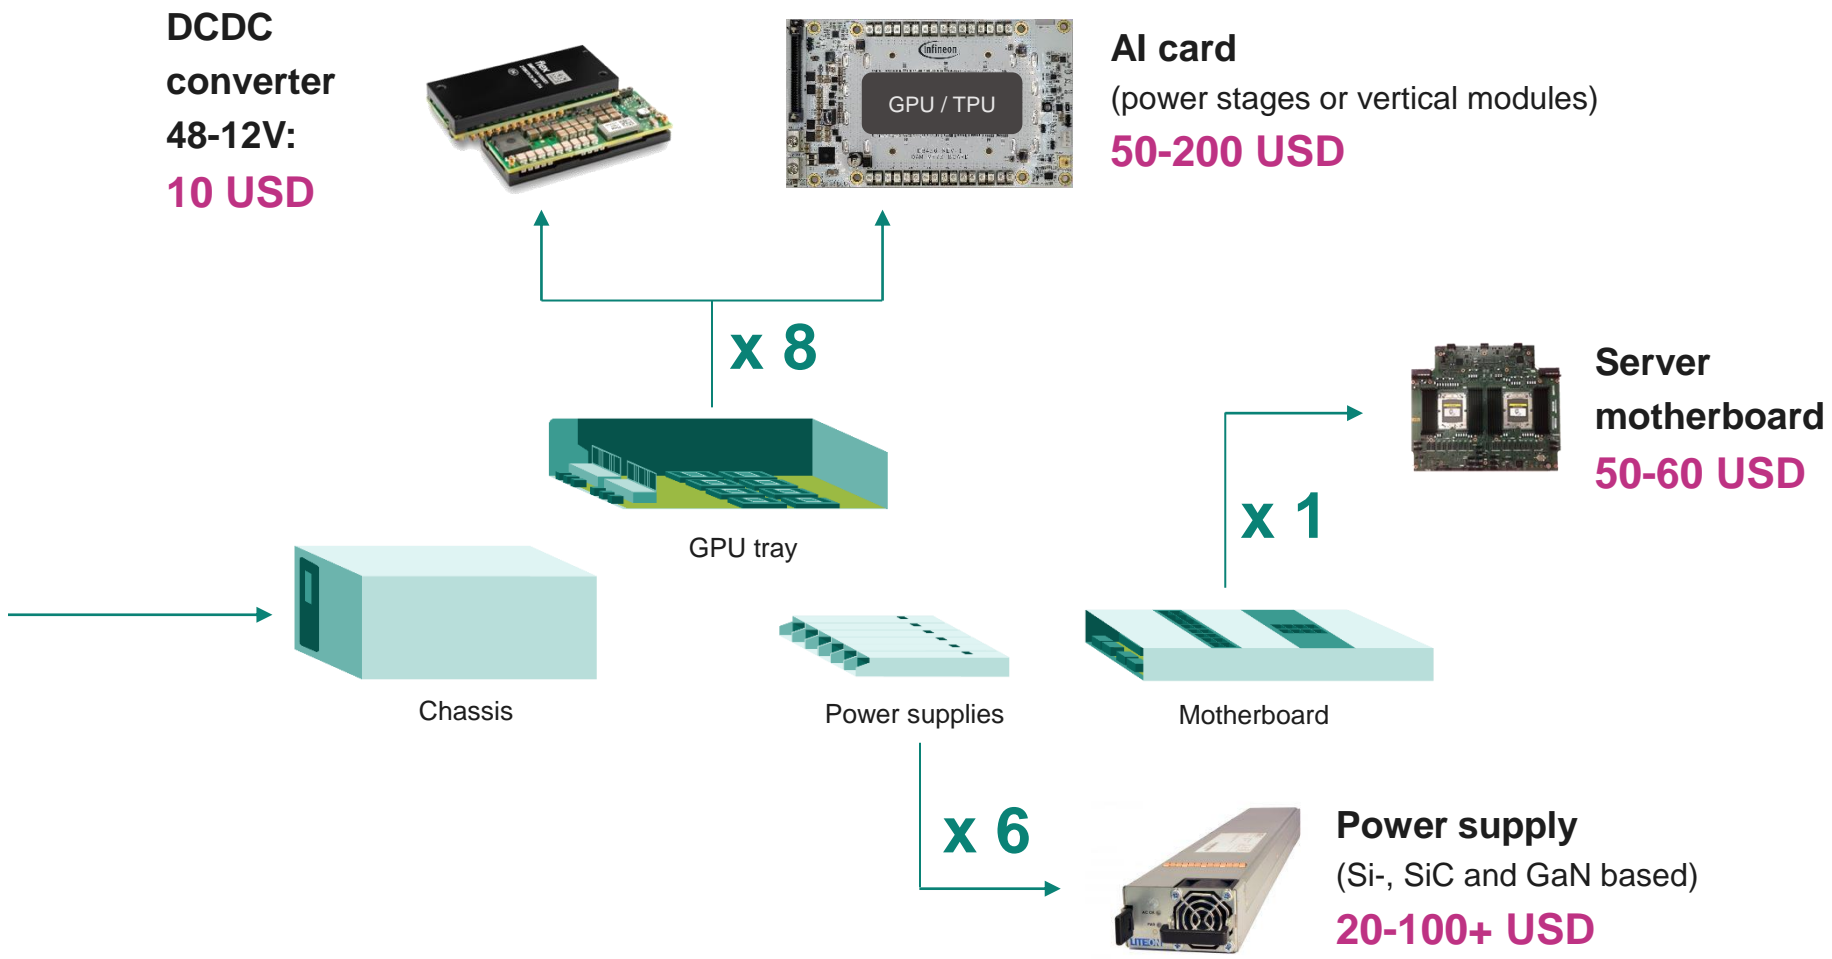 DCDC
converter
48-12V:
10 USD
infineon
GPU / TPU
AI card
(power stages or vertical modules)
50-200 USD
x 8
Server
motherboard
50-60 USD
x 1
GPU tray
Chassis
Power supplies
Motherboard
x 6
Power supply
(Si-, SiC and GaN based)
20-100+ USD
LITEON